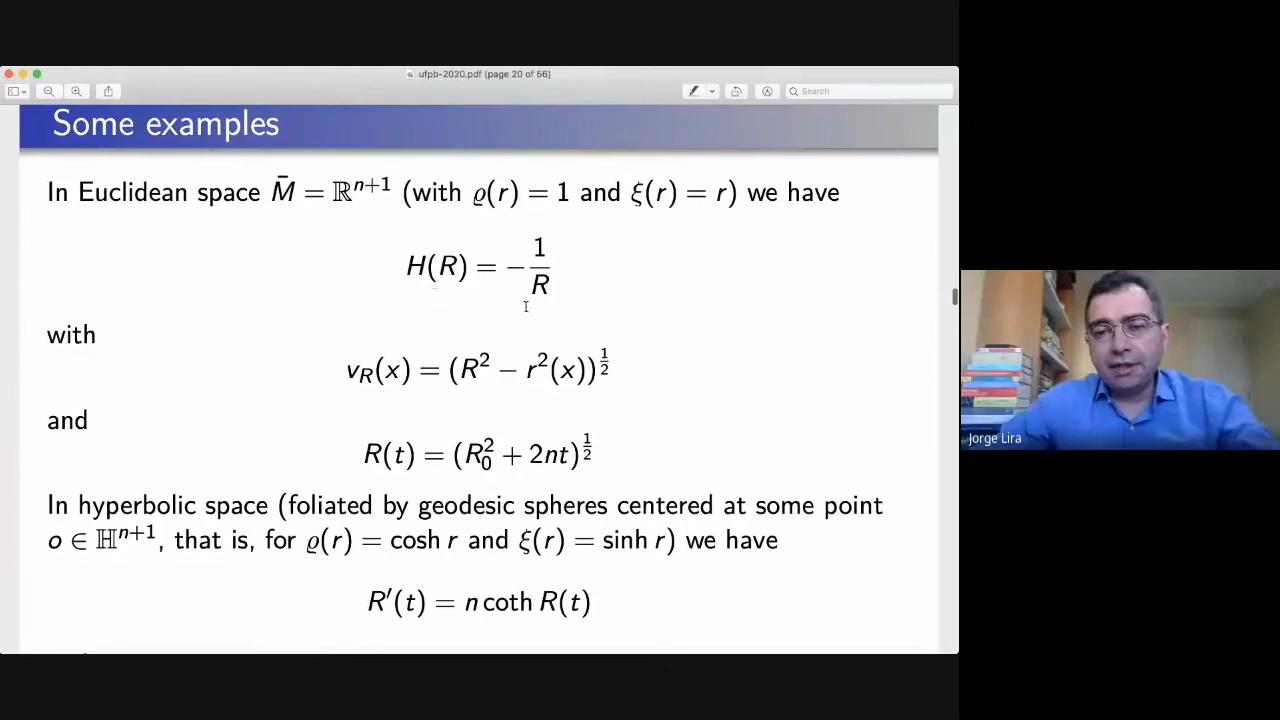 ufpb-2020.pdf (page 20 of 56)
Search
Some examples
In Euclidean space M̄ = ℝⁿ⁺¹ (with ϱ(r) = 1 and ξ(r) = r) we have
H(R) = −1/R
with
v_R(x) = (R² − r²(x))^{1/2}
and
R(t) = (R₀² + 2nt)^{1/2}
In hyperbolic space (foliated by geodesic spheres centered at some point
o ∈ ℍⁿ⁺¹, that is, for ϱ(r) = cosh r and ξ(r) = sinh r) we have
R′(t) = n coth R(t)
Jorge Lira